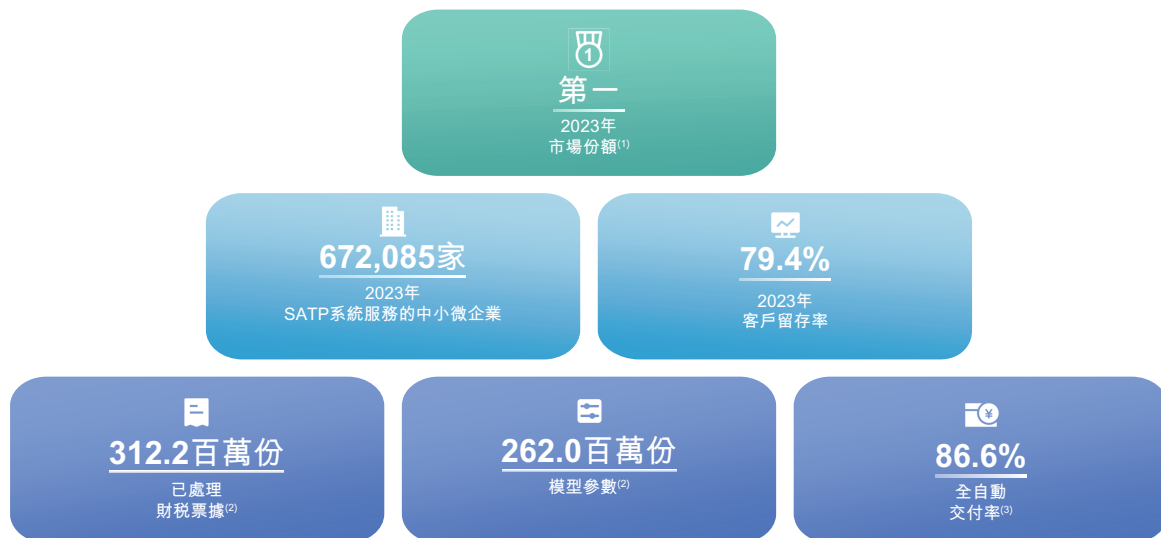 1
第一
2023年
市場份額(1)
672,085家
2023年
SATP系統服務的中小微企業
79.4%
2023年
客戶留存率
312.2百萬份
已處理
財稅票據(2)
262.0百萬份
模型參數(2)
¥
86.6%
全自動
交付率(3)